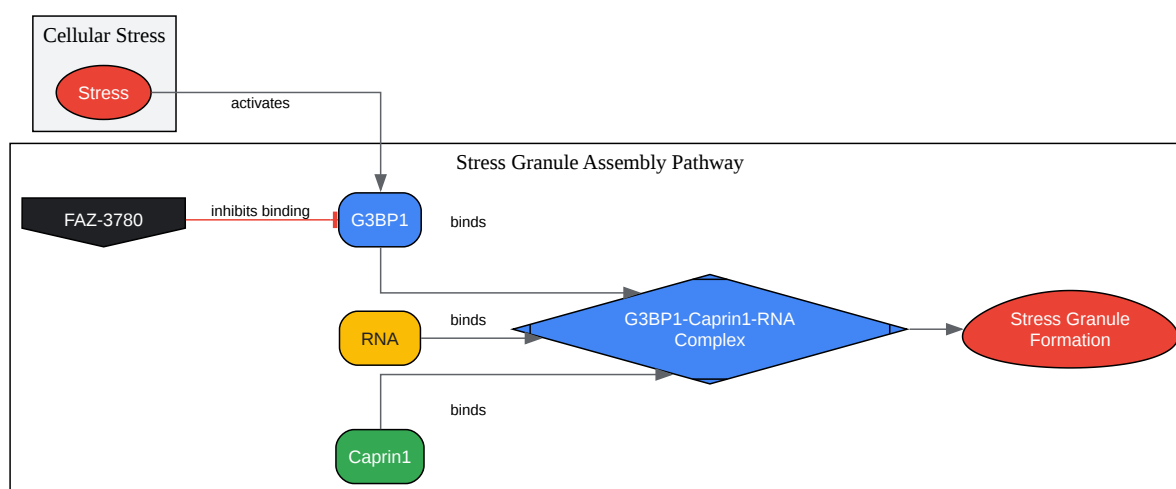 Cellular Stress
Stress
activates
Stress Granule Assembly Pathway
FAZ-3780
inhibits binding
G3BP1
binds
RNA
binds
G3BP1-Caprin1-RNA
Complex
Stress Granule
Formation
binds
Caprin1